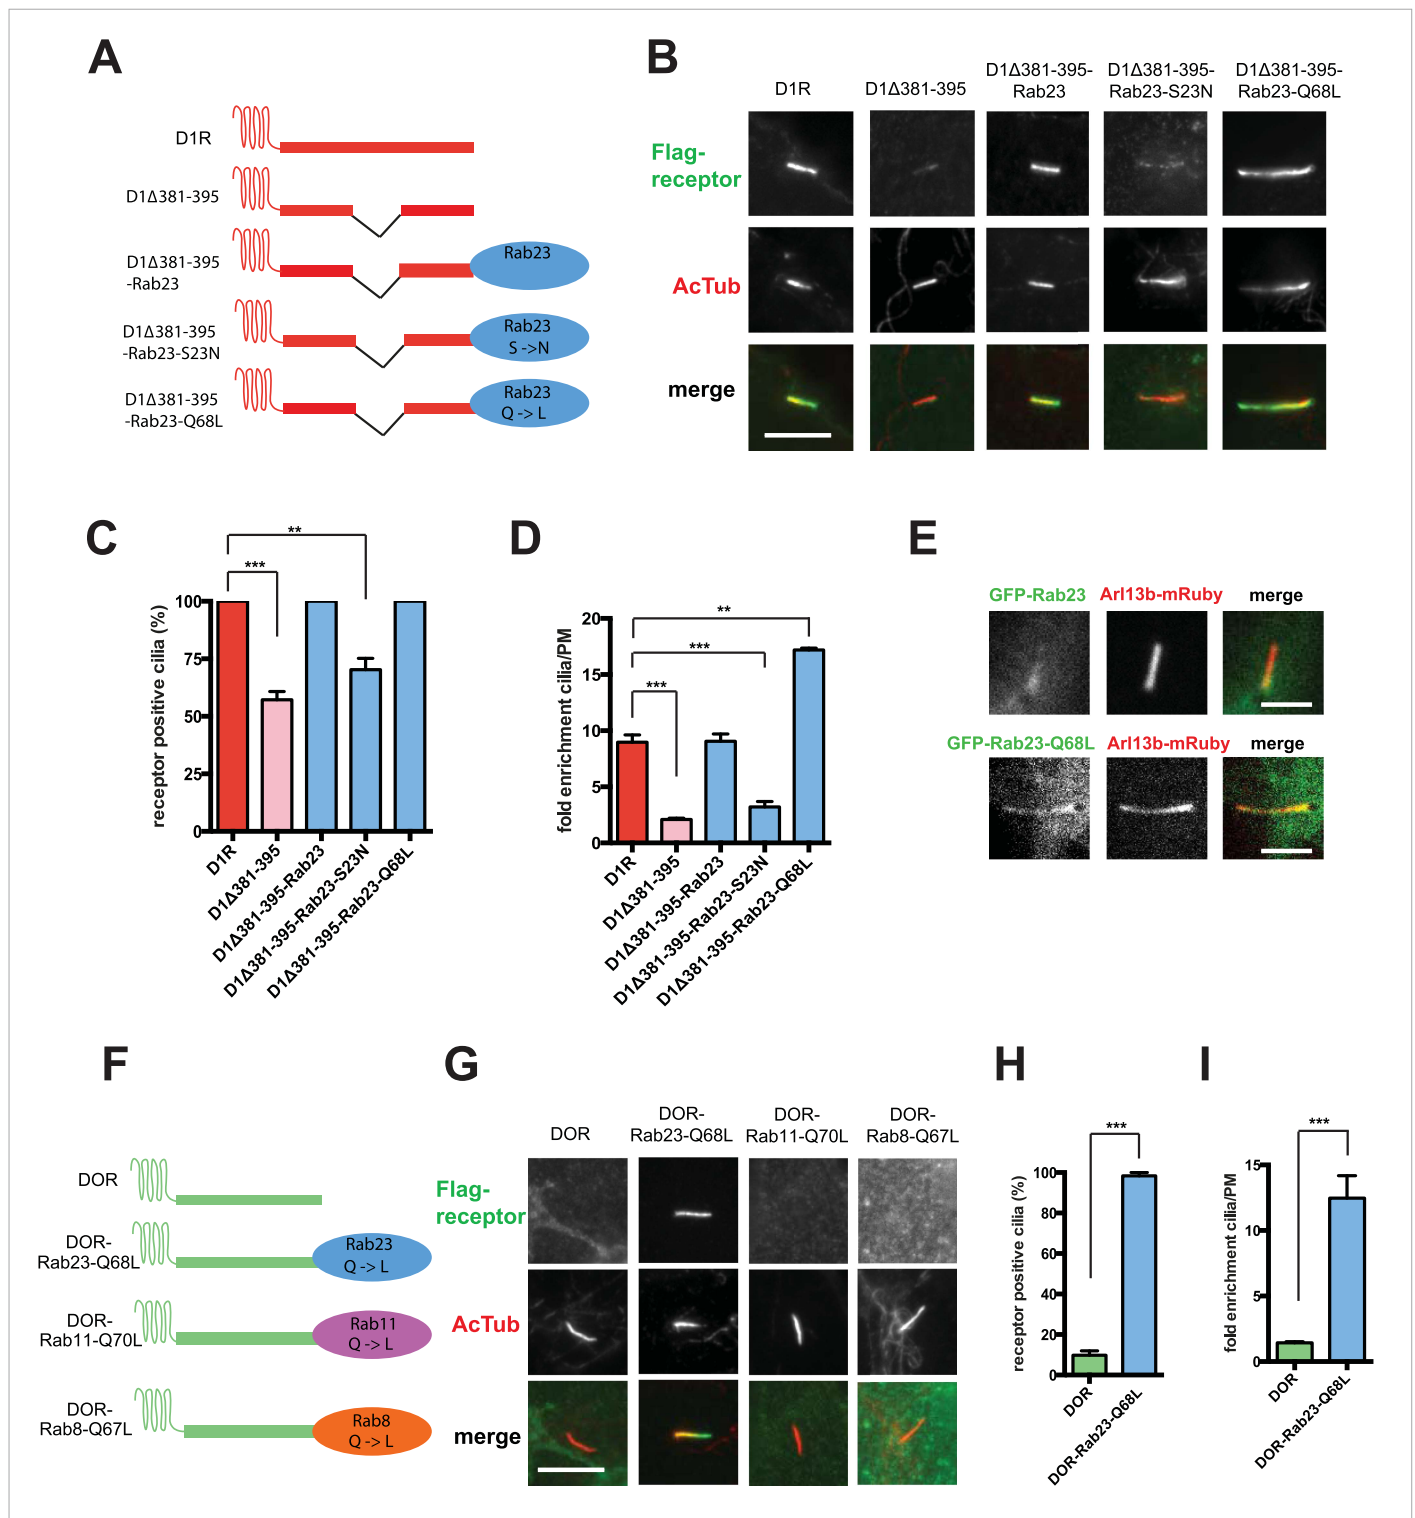 A
D1R
D1Δ381-395
D1Δ381-395
-Rab23
Rab23
D1Δ381-395
-Rab23-S23N
Rab23
S ->N
D1Δ381-395
-Rab23-Q68L
Rab23
Q -> L
B
D1R
D1Δ381-395
D1Δ381-395-
Rab23
D1Δ381-395-
Rab23-S23N
D1Δ381-395-
Rab23-Q68L
Flag-
receptor
AcTub
merge
C
receptor positive cilia (%)
100
75
50
25
0
**
***
D1R
D1Δ381-395
D1Δ381-395-Rab23
D1Δ381-395-Rab23-S23N
D1Δ381-395-Rab23-Q68L
D
fold enrichment cilia/PM
20
15
10
5
0
**
***
***
D1R
D1Δ381-395
D1Δ381-395-Rab23
D1Δ381-395-Rab23-S23N
D1Δ381-395-Rab23-Q68L
E
GFP-Rab23 Arl13b-mRuby merge
GFP-Rab23-Q68L Arl13b-mRuby merge
F
DOR
DOR-
Rab23-Q68L
Rab23
Q -> L
DOR-
Rab11-Q70L
Rab11
Q -> L
DOR-
Rab8-Q67L
Rab8
Q -> L
G
DOR
DOR-
Rab23-Q68L
DOR-
Rab11-Q70L
DOR-
Rab8-Q67L
Flag-
receptor
AcTub
merge
H
receptor positive cilia (%)
100
80
60
40
20
0
***
DOR
DOR-Rab23-Q68L
I
fold enrichment cilia/PM
15
10
5
0
***
DOR
DOR-Rab23-Q68L